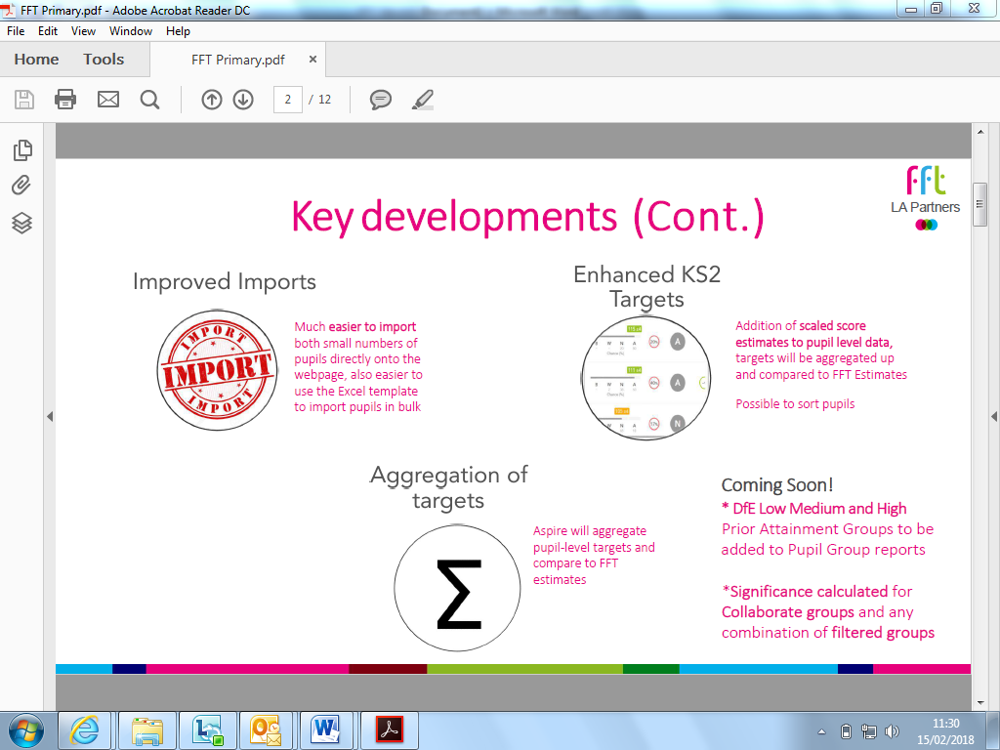 FFT Primary.pdf - Adobe Acrobat Reader DC
File Edit View Window Help
Home Tools FFT Primary.pdf ×
2 / 12
fft
LA Partners
Key developments (Cont.)
Improved Imports
IMPORT
IMPORT
IMPORT
Much easier to import
both small numbers of
pupils directly onto the
webpage, also easier to
use the Excel template
to import pupils in bulk
Enhanced KS2
Targets
W N A
A
W N A
A
W N A
N
Addition of scaled score
estimates to pupil level data,
targets will be aggregated up
and compared to FFT Estimates
Possible to sort pupils
Aggregation of
targets
Σ
Aspire will aggregate
pupil-level targets and
compare to FFT
estimates
Coming Soon!
* DfE Low Medium and High
Prior Attainment Groups to be
added to Pupil Group reports
*Significance calculated for
Collaborate groups and any
combination of filtered groups
11:30
15/02/2018